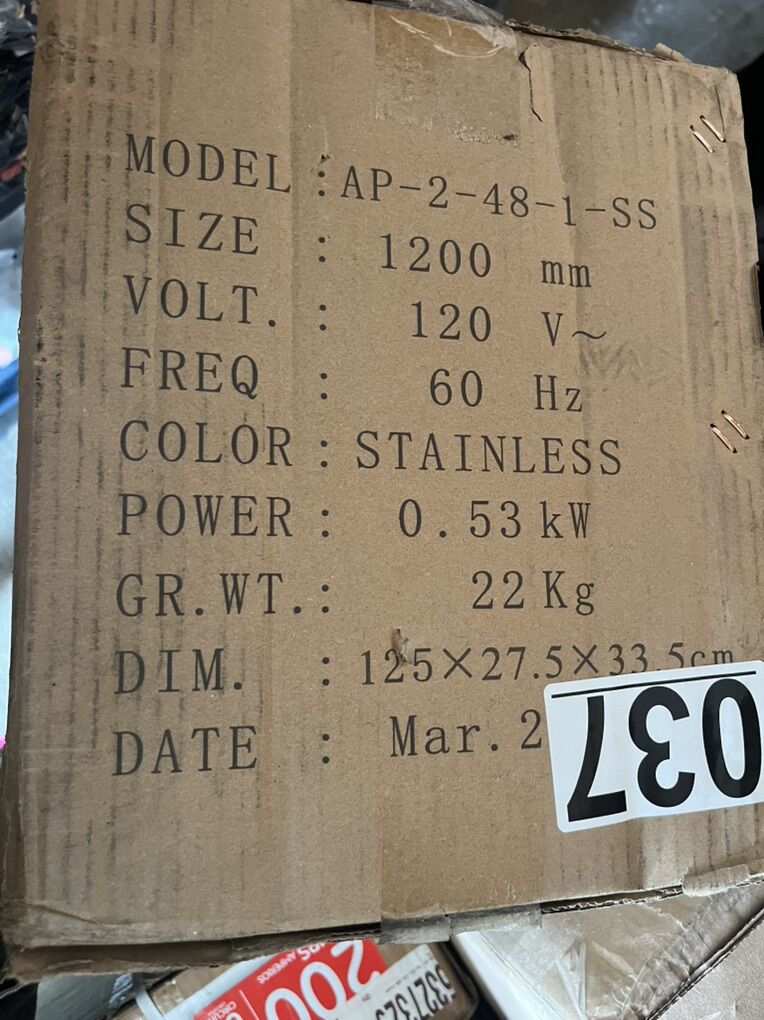 MODEL : AP-2-48-1-SS
SIZE : 1200 mm
VOLT. : 120 V~
FREQ : 60 Hz
COLOR : STAINLESS
POWER : 0.53 kW
GR.WT. : 22 Kg
DIM. : 125×27.5×33.5cm
DATE : Mar. 2
037
200